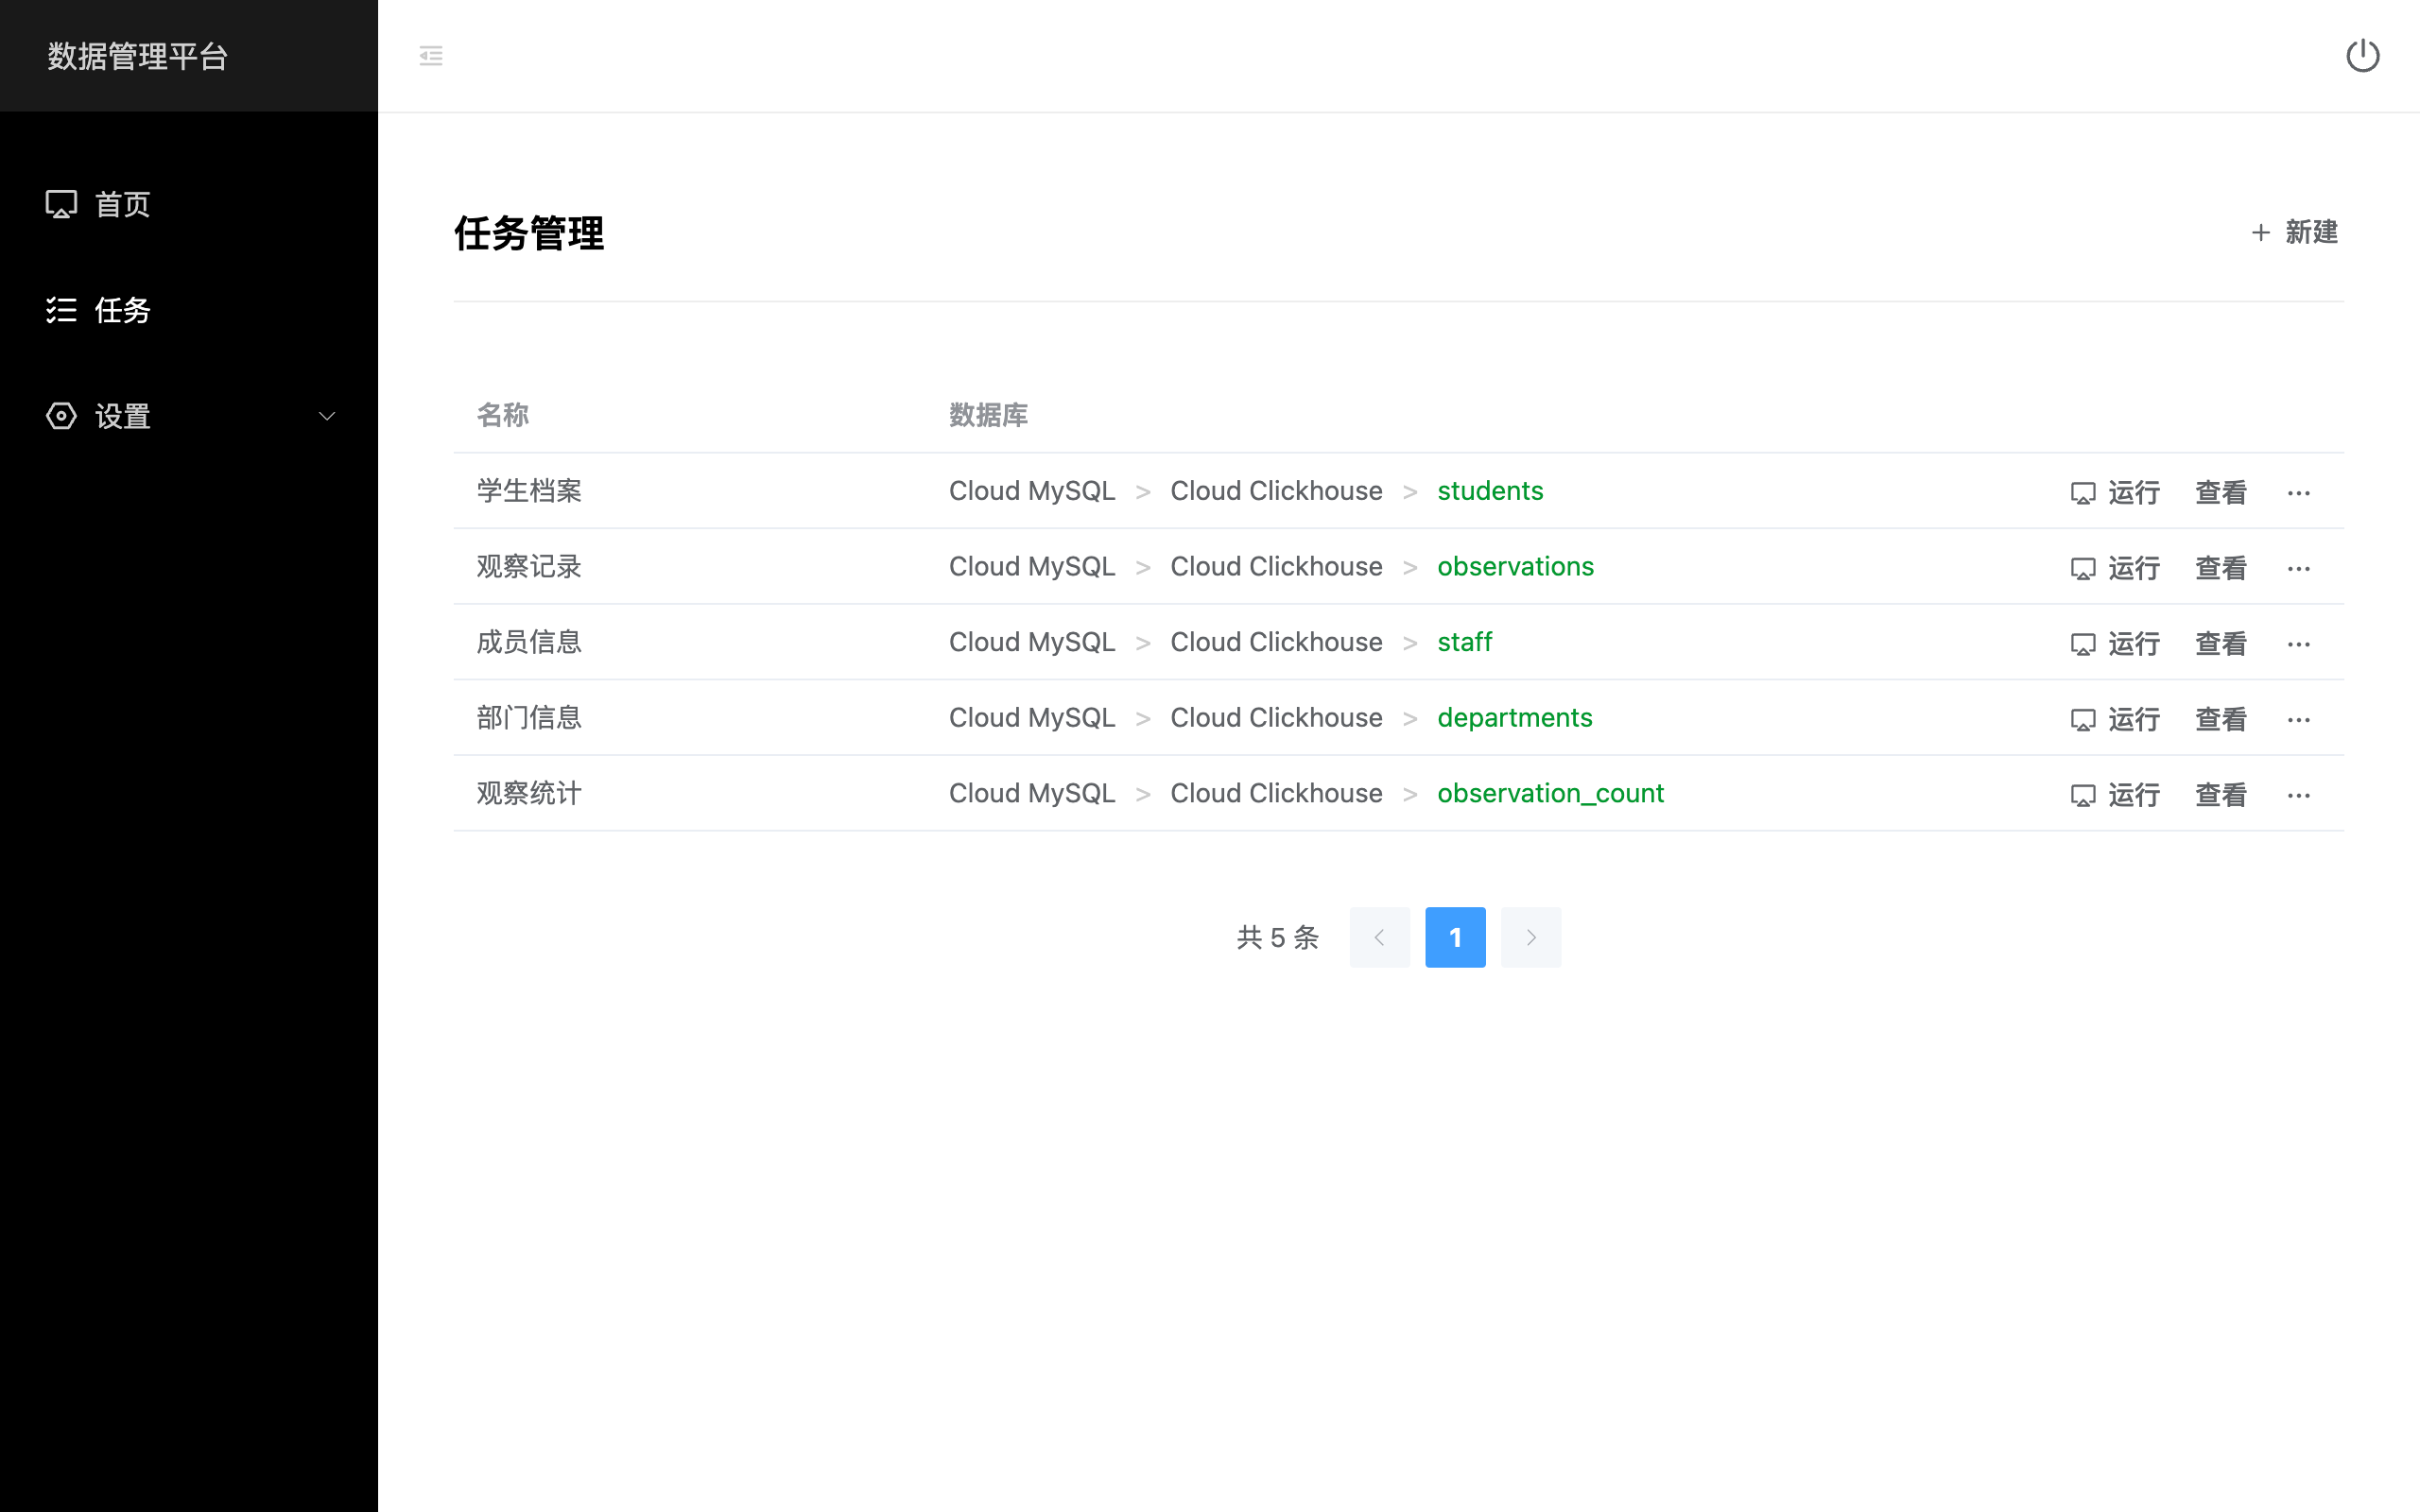 数据管理平台
首页
任务
设置
任务管理
+ 新建
名称 数据库
学生档案 Cloud MySQL > Cloud Clickhouse > students 运行 查看 ···
观察记录 Cloud MySQL > Cloud Clickhouse > observations 运行 查看 ···
成员信息 Cloud MySQL > Cloud Clickhouse > staff 运行 查看 ···
部门信息 Cloud MySQL > Cloud Clickhouse > departments 运行 查看 ···
观察统计 Cloud MySQL > Cloud Clickhouse > observation_count 运行 查看 ···
共 5 条 < 1 >